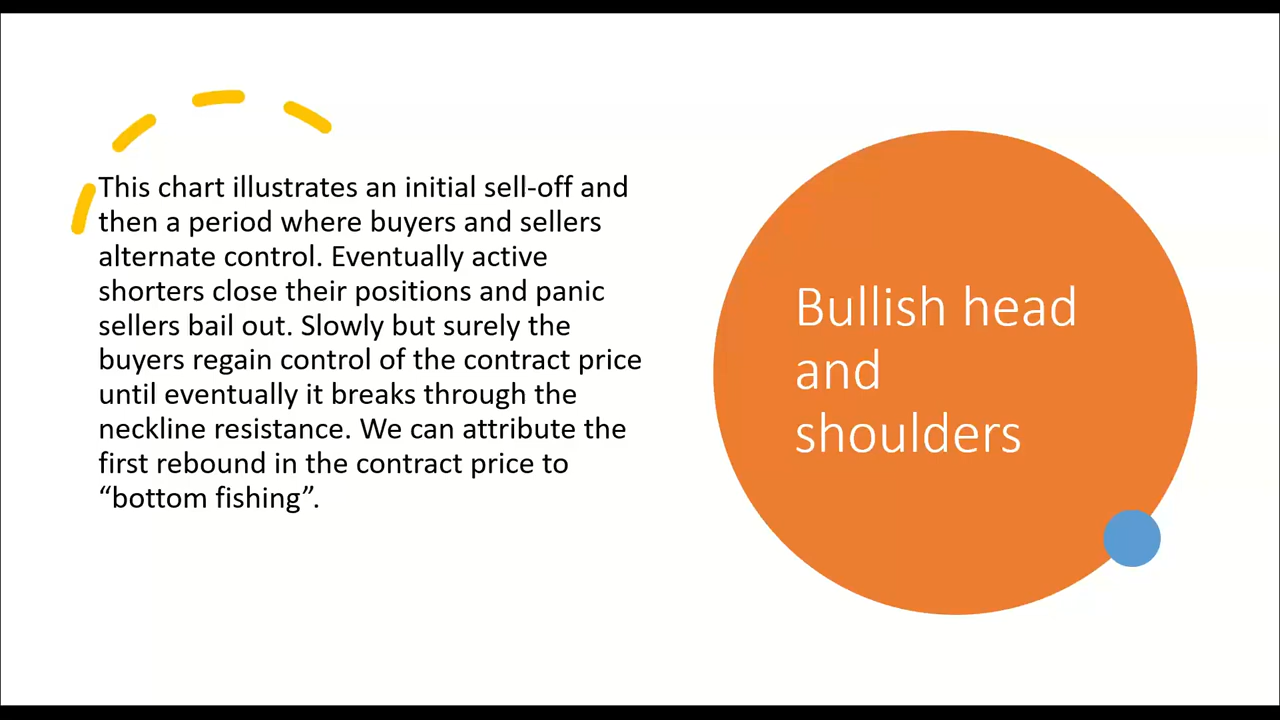 This chart illustrates an initial sell-off and
then a period where buyers and sellers
alternate control. Eventually active
shorters close their positions and panic
sellers bail out. Slowly but surely the
buyers regain control of the contract price
until eventually it breaks through the
neckline resistance. We can attribute the
first rebound in the contract price to
“bottom fishing”.
Bullish head
and
shoulders